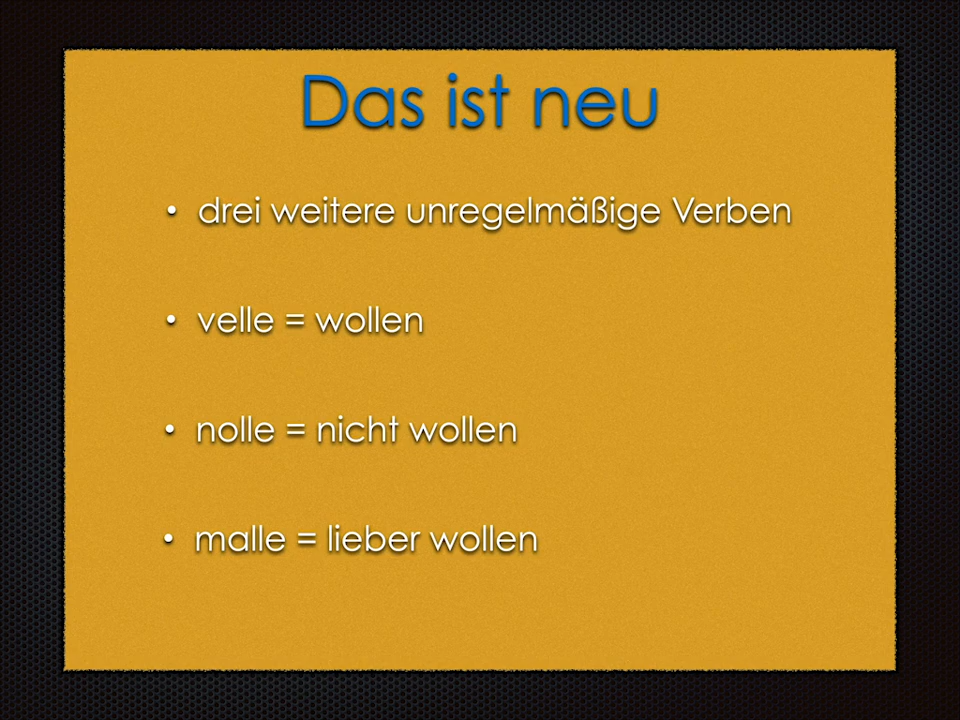 Das ist neu
• drei weitere unregelmäßige Verben
• velle = wollen
• nolle = nicht wollen
• malle = lieber wollen